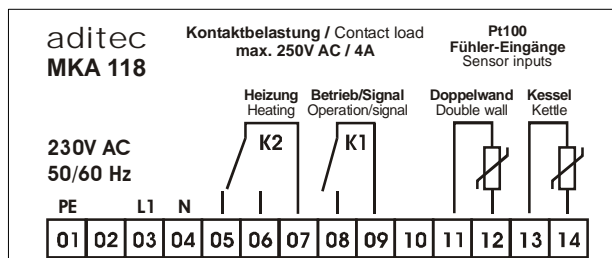 aditec
MKA 118
Kontaktbelastung / Contact load
max. 250V AC / 4A
Pt100
Fühler-Eingänge
Sensor inputs
Heizung
Heating
Betrieb/Signal
Operation/signal
Doppelwand
Double wall
Kessel
Kettle
K2
K1
230V AC
50/60 Hz
PE L1 N
01 02 03 04 05 06 07 08 09 10 11 12 13 14